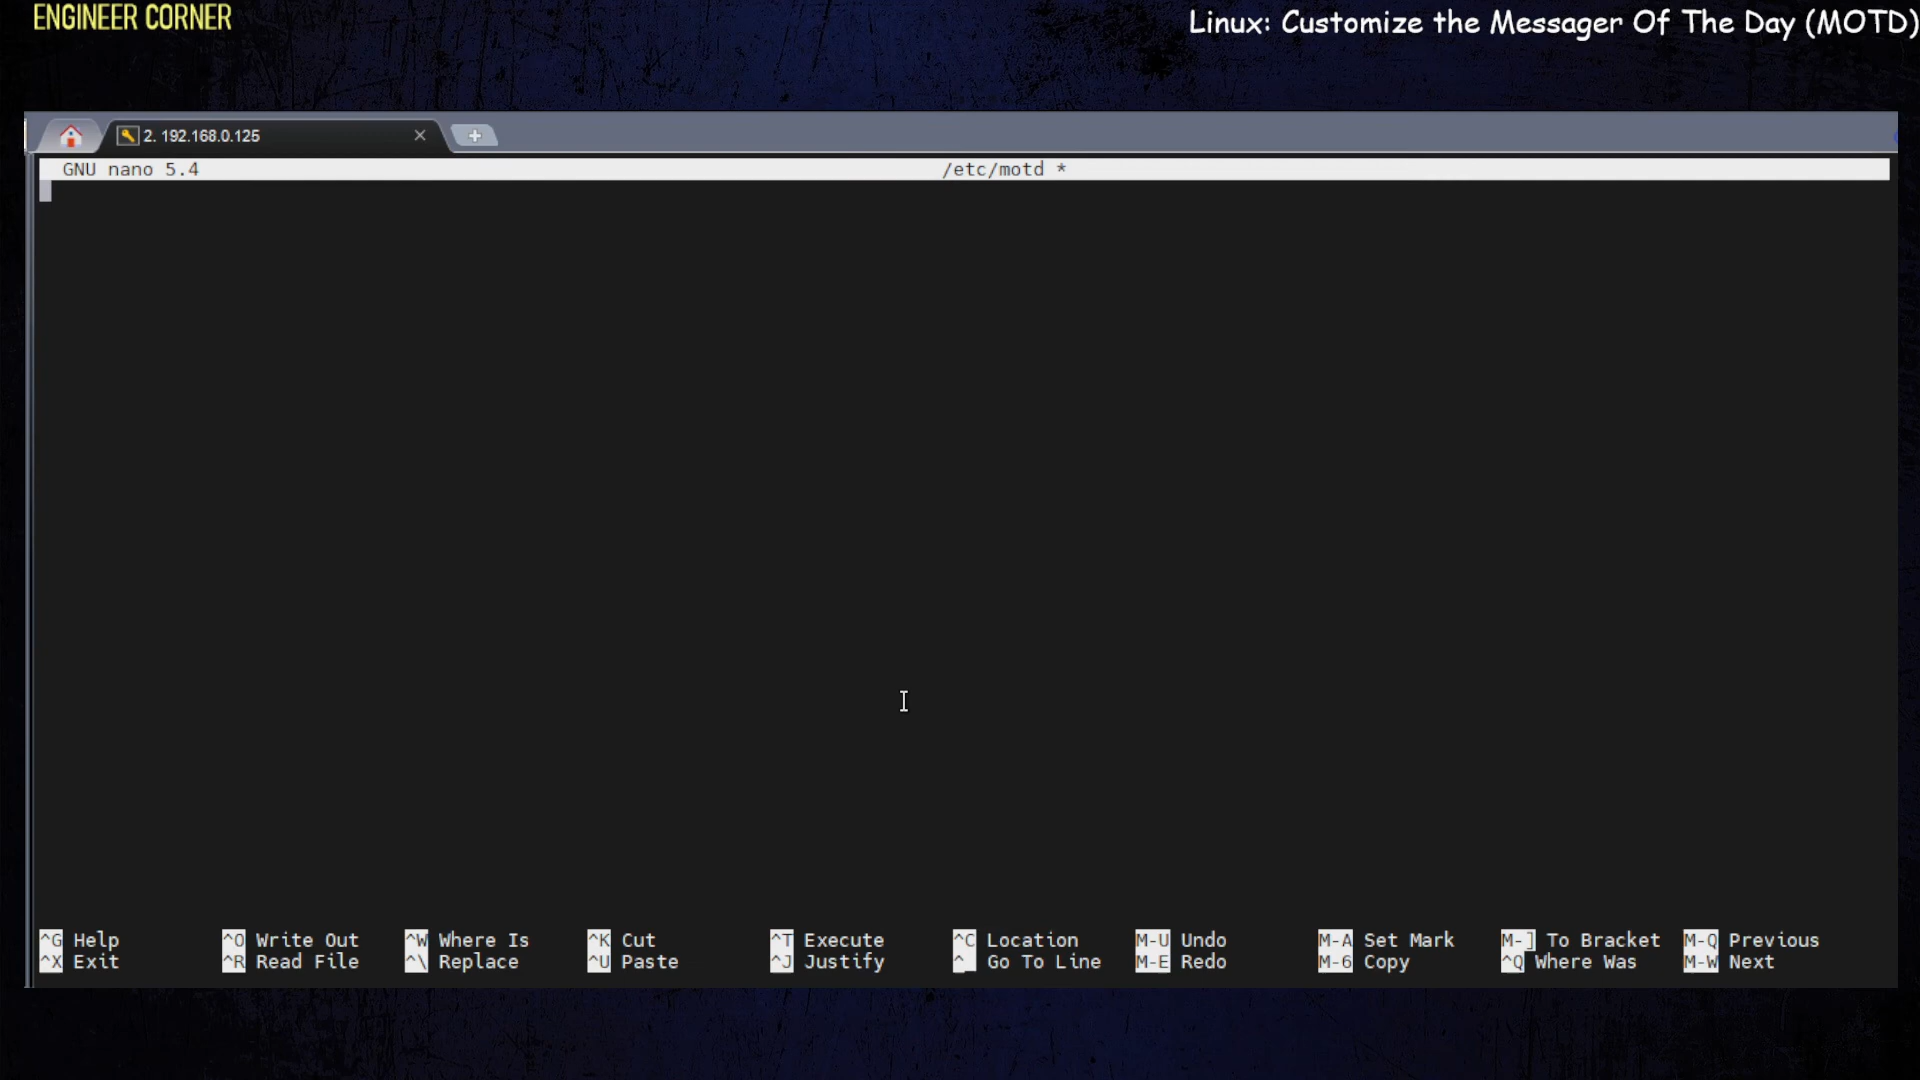 ENGINEER CORNER
Linux: Customize the Messager Of The Day (MOTD)
2. 192.168.0.125
GNU nano 5.4 /etc/motd *
^G Help ^O Write Out ^W Where Is ^K Cut ^T Execute ^C Location M-U Undo M-A Set Mark M-] To Bracket M-Q Previous
^X Exit ^R Read File ^\ Replace ^U Paste ^J Justify ^_ Go To Line M-E Redo M-6 Copy ^Q Where Was M-W Next